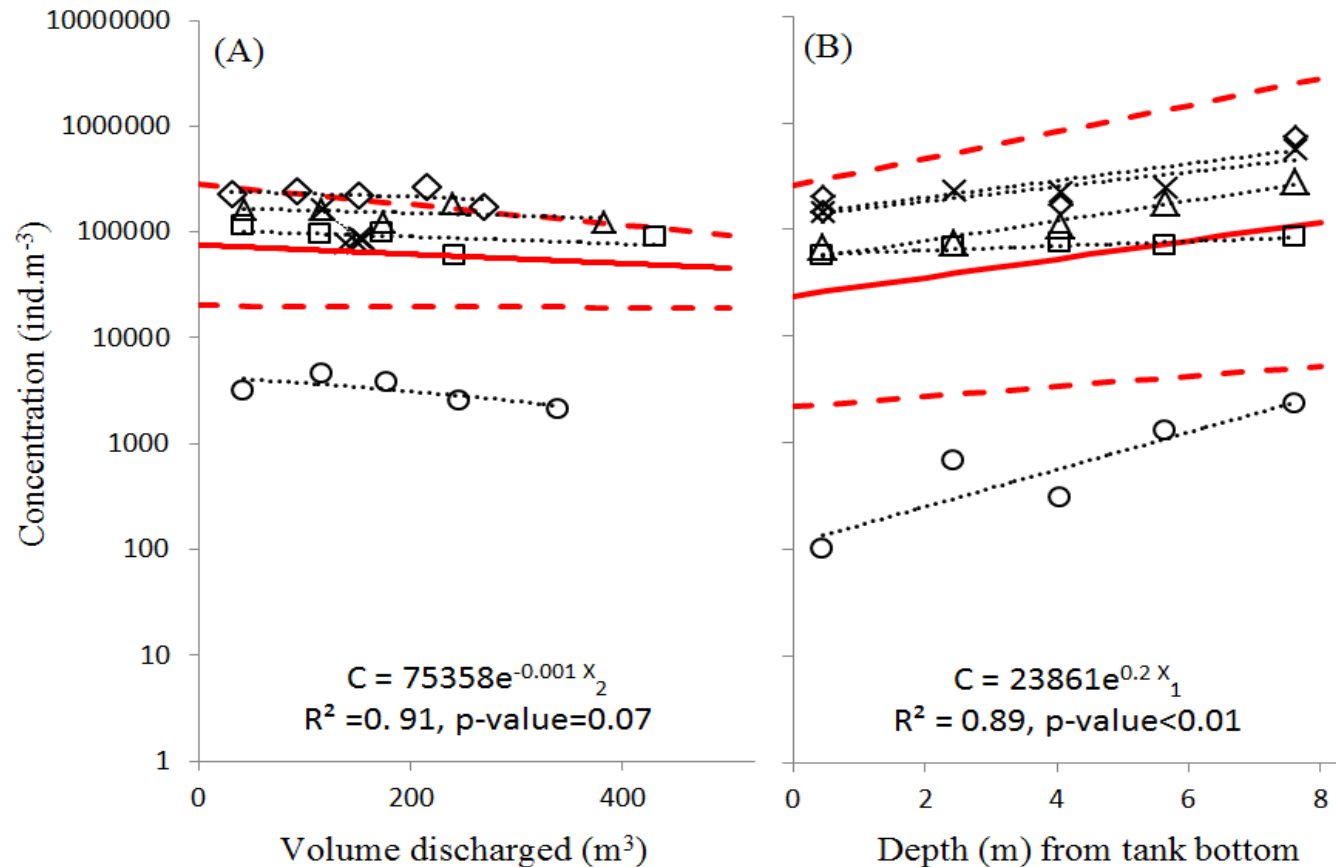 (A)
(B)
Concentration (ind.m⁻³)
10000000
1000000
100000
10000
1000
100
10
1
C = 75358e^-0.001 X₂
R² =0. 91, p-value=0.07
C = 23861e^0.2 X₁
R² = 0.89, p-value<0.01
0 200 400
0 2 4 6 8
Volume discharged (m³)
Depth (m) from tank bottom